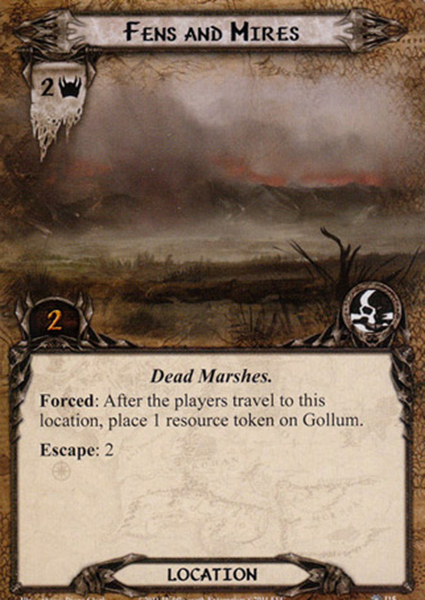 FENS AND MIRES
2
2
Dead Marshes.
Forced: After the players travel to this
location, place 1 resource token on Gollum.
Escape: 2
LOCATION